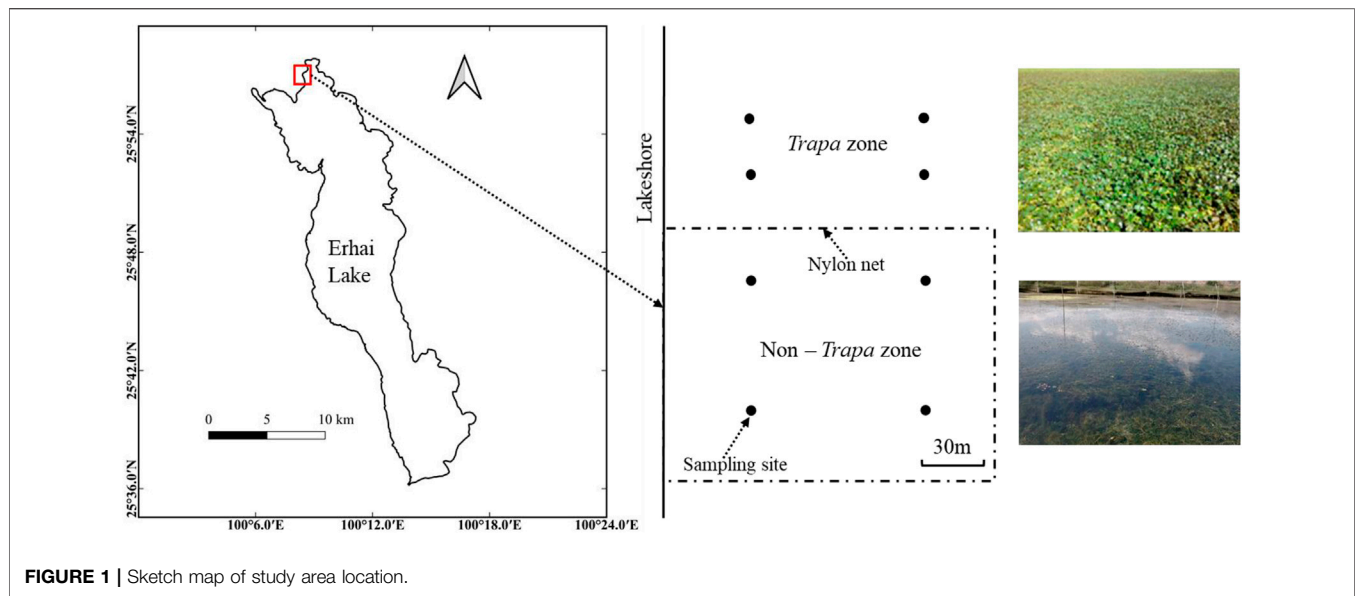 25°54.0′N
25°48.0′N
25°42.0′N
25°36.0′N
100°6.0′E
100°12.0′E
100°18.0′E
100°24.0′E
Erhai
Lake
0
5
10 km
Lakeshore
Trapa zone
Nylon net
Non – Trapa zone
Sampling site
30m
FIGURE 1 | Sketch map of study area location.